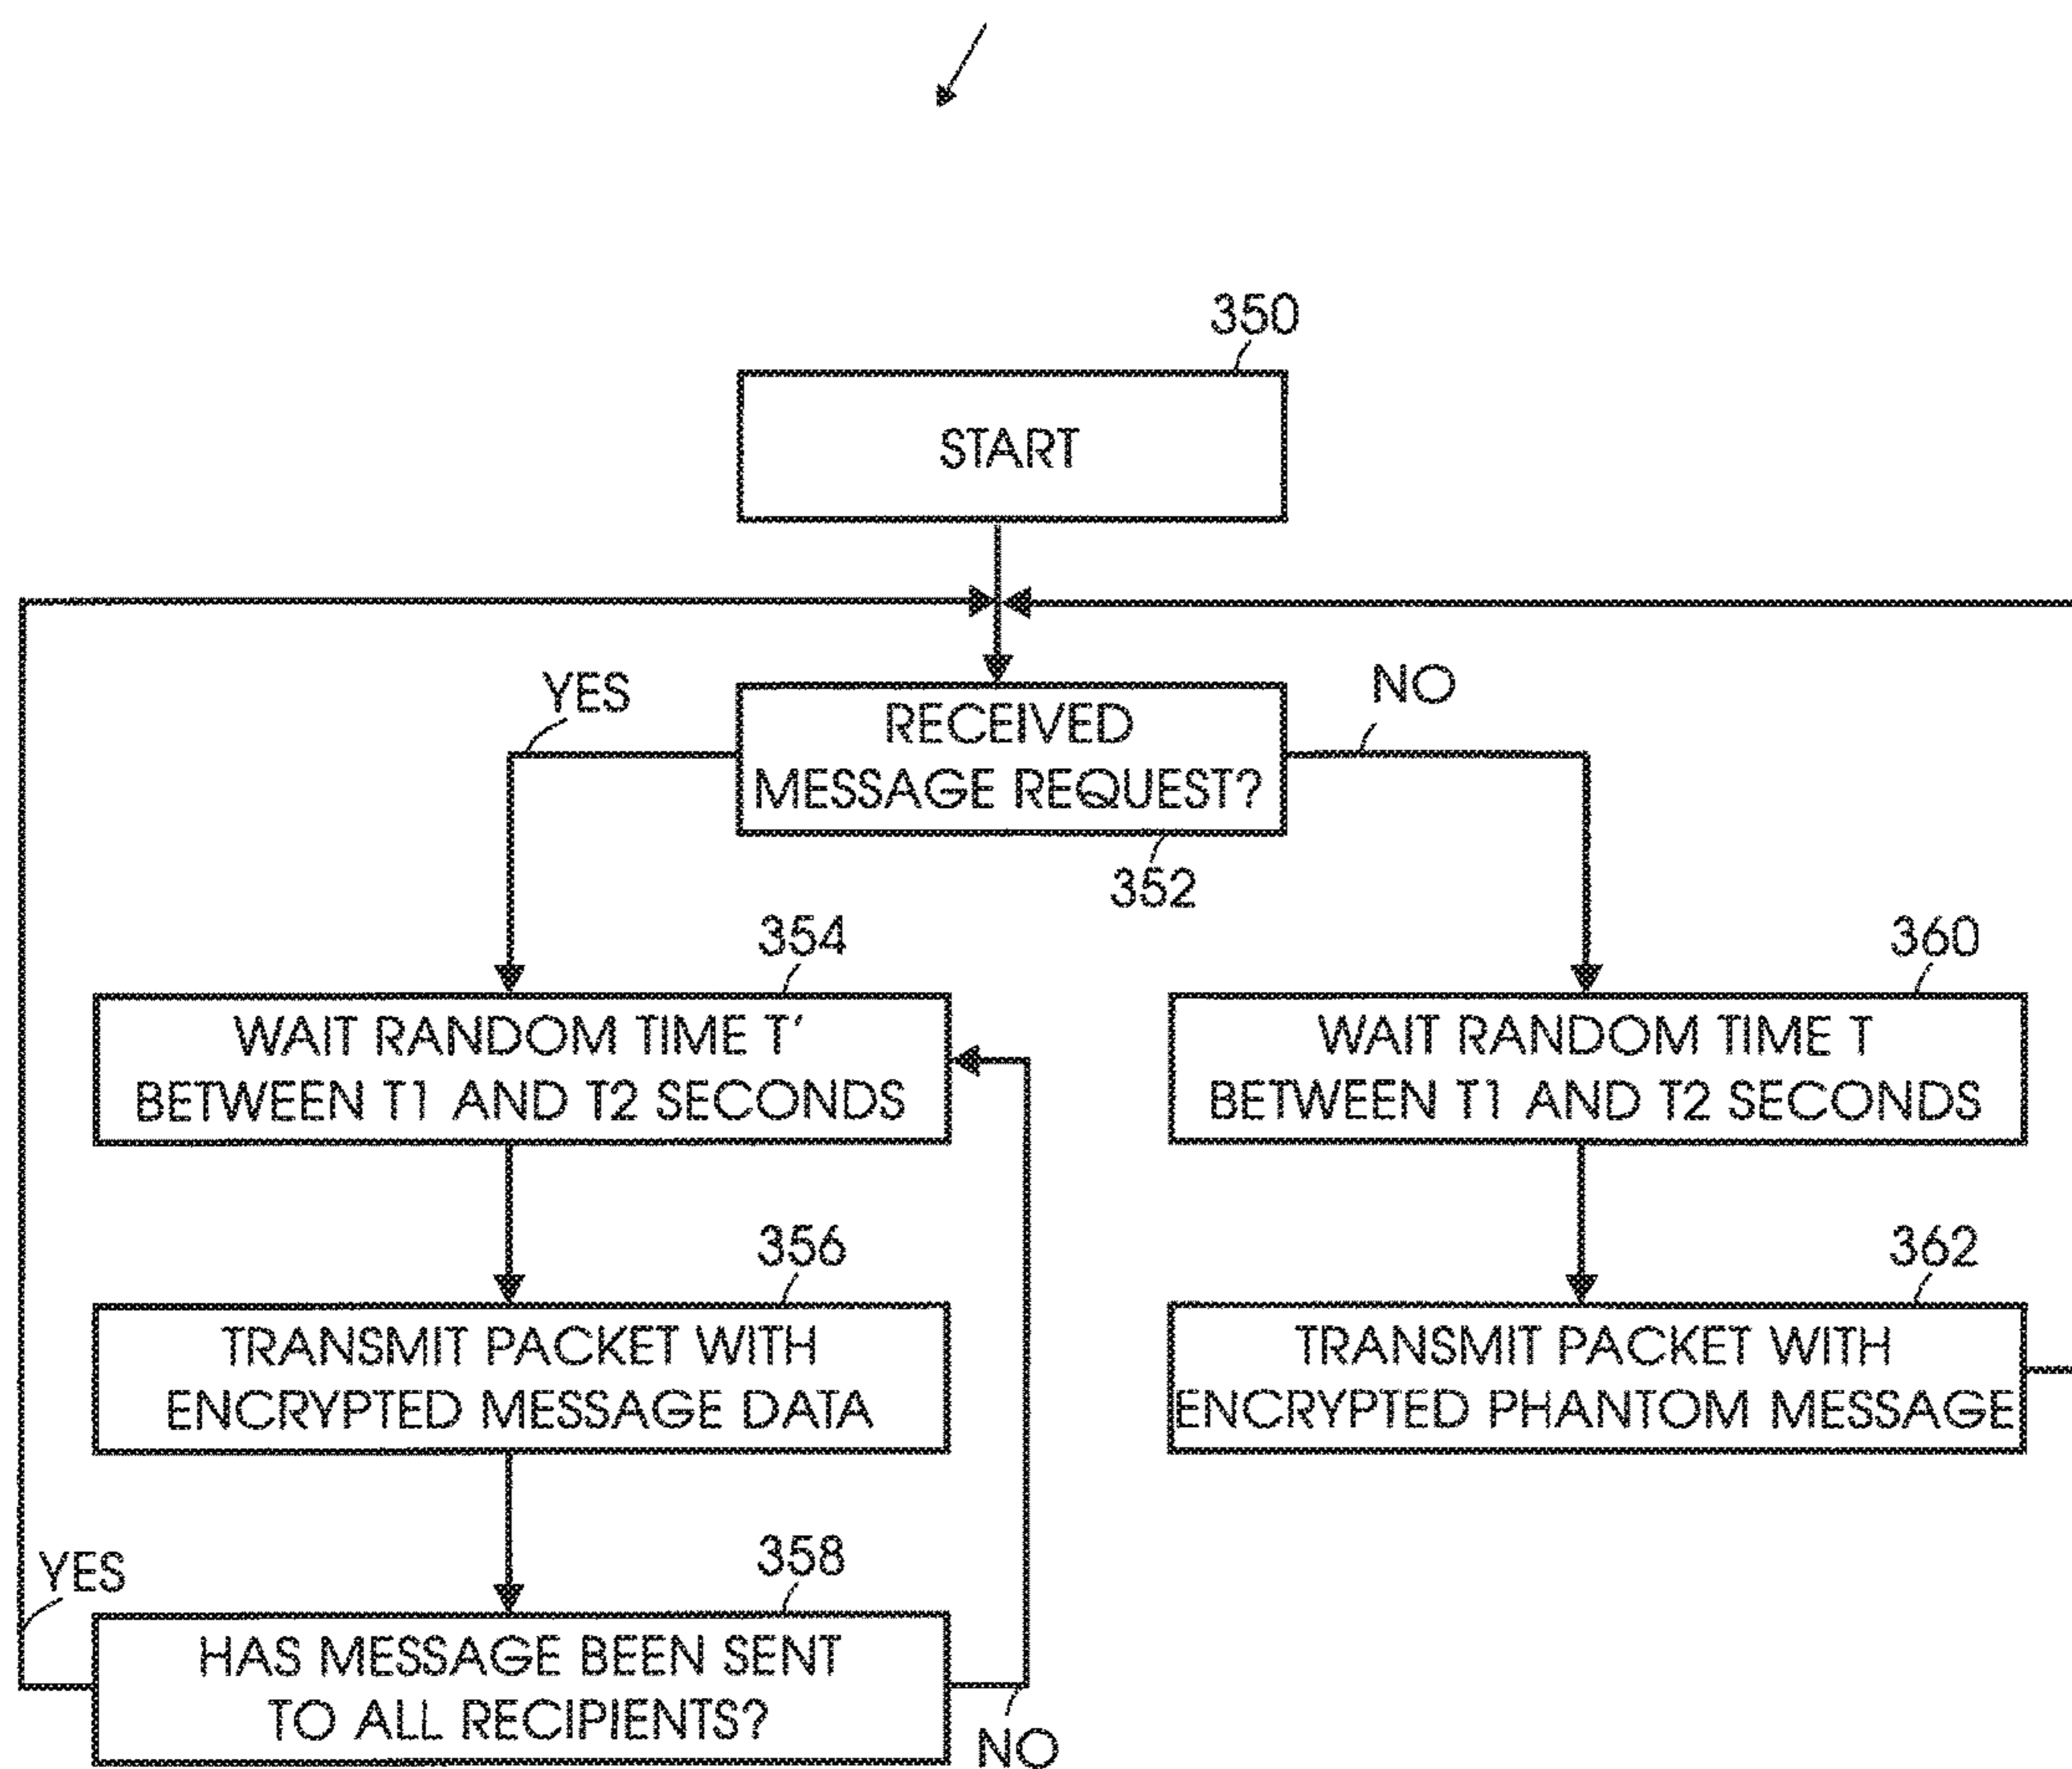 350
START
YES
NO
RECEIVED
MESSAGE REQUEST?
352
354
360
WAIT RANDOM TIME T'
BETWEEN T1 AND T2 SECONDS
WAIT RANDOM TIME T
BETWEEN T1 AND T2 SECONDS
356
362
TRANSMIT PACKET WITH
ENCRYPTED MESSAGE DATA
TRANSMIT PACKET WITH
ENCRYPTED PHANTOM MESSAGE
358
YES
HAS MESSAGE BEEN SENT
TO ALL RECIPIENTS?
NO